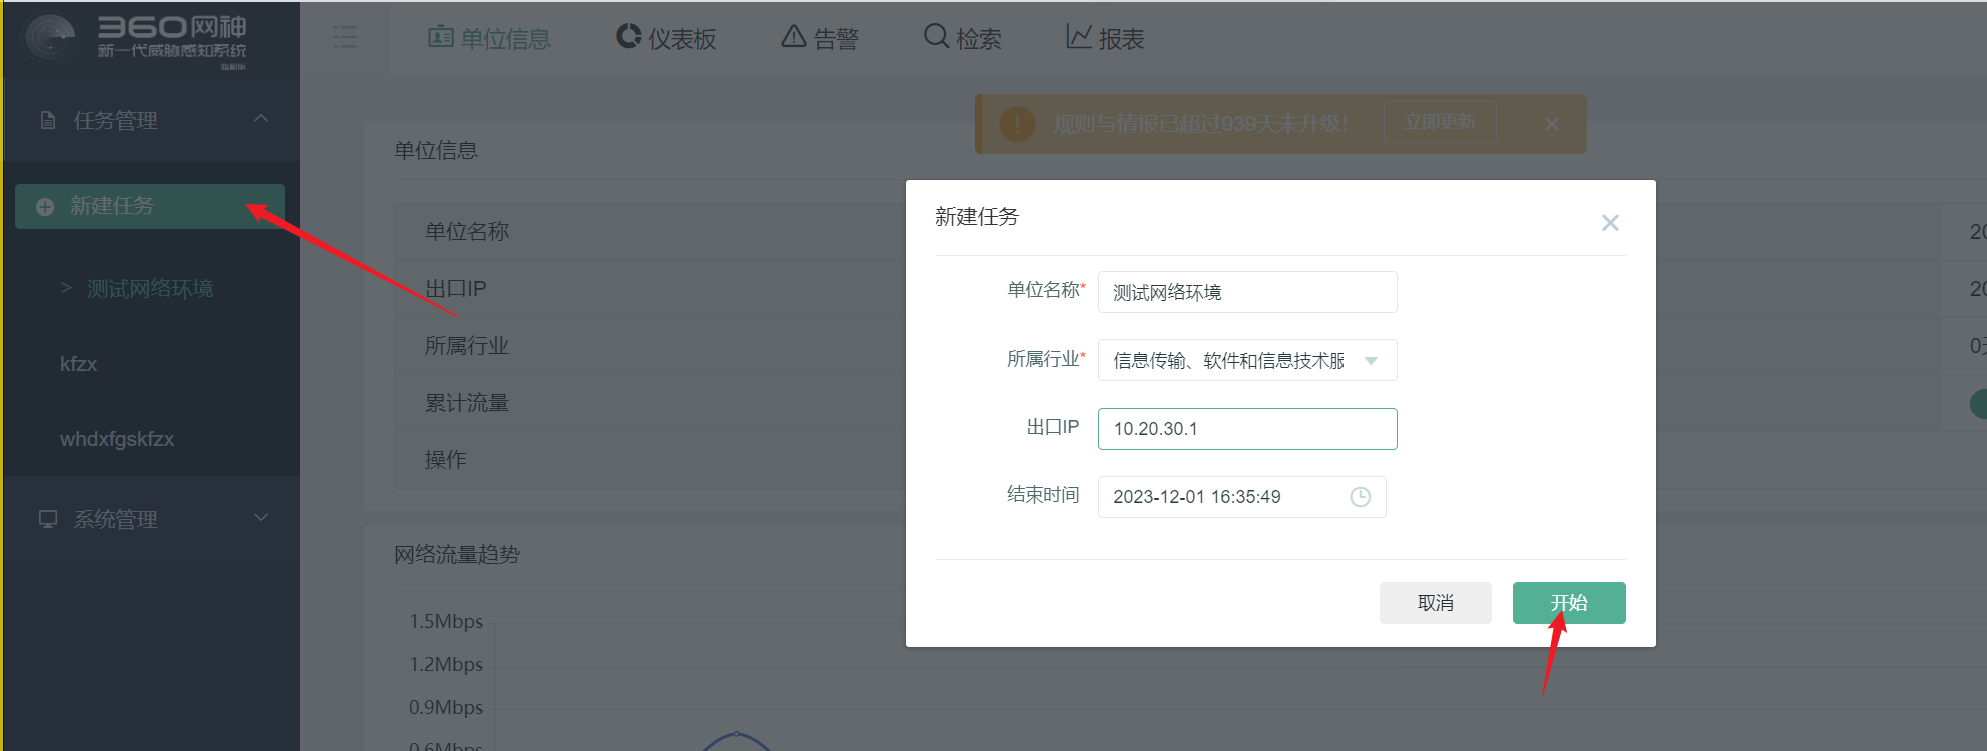 360网神
新一代威胁感知系统
单位信息
仪表板
告警
检索
报表
任务管理
新建任务
> 测试网络环境
kfzx
whdxfgskfzx
系统管理
规则与情报已超过939天未升级！
立即更新
单位信息
单位名称
20
出口IP
20
所属行业
0天
累计流量
操作
网络流量趋势
1.5Mbps
1.2Mbps
0.9Mbps
0.6Mbps
新建任务
单位名称*
测试网络环境
所属行业*
信息传输、软件和信息技术服
出口IP
10.20.30.1
结束时间
2023-12-01 16:35:49
取消
开始